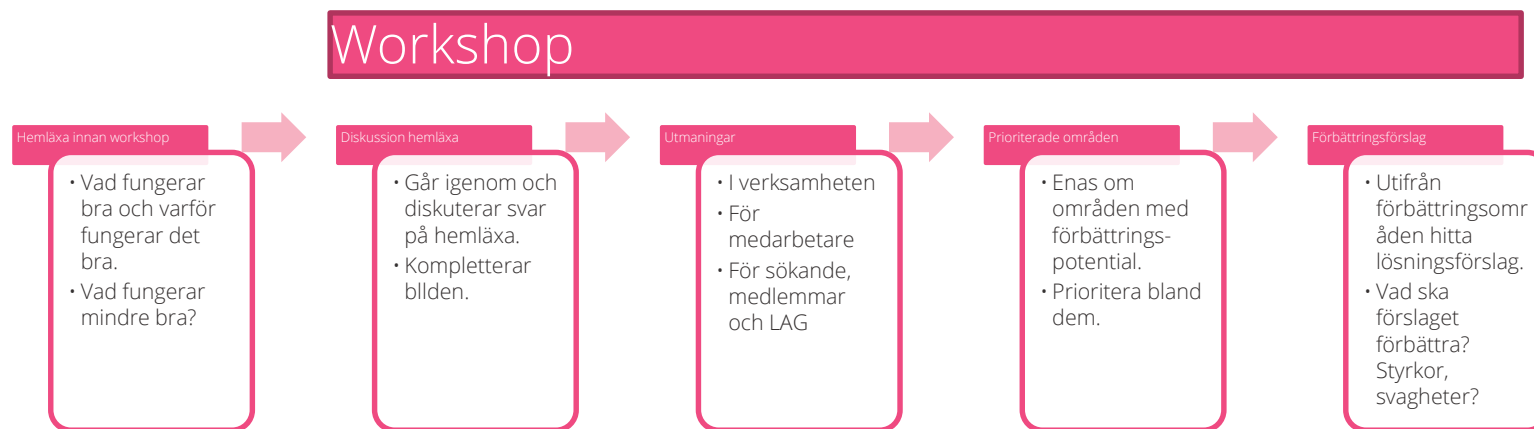 Workshop
Hemläxa innan workshop
• Vad fungerar
bra och varför
fungerar det
bra.
• Vad fungerar
mindre bra?
Diskussion hemläxa
• Går igenom och
diskuterar svar
på hemläxa.
• Kompletterar
bllden.
Utmaningar
• I verksamheten
• För
medarbetare
• För sökande,
medlemmar
och LAG
Prioriterade områden
• Enas om
områden med
förbättrings-
potential.
• Prioritera bland
dem.
Förbättringsförslag
• Utifrån
förbättringsomr
åden hitta
lösningsförslag.
• Vad ska
förslaget
förbättra?
Styrkor,
svagheter?